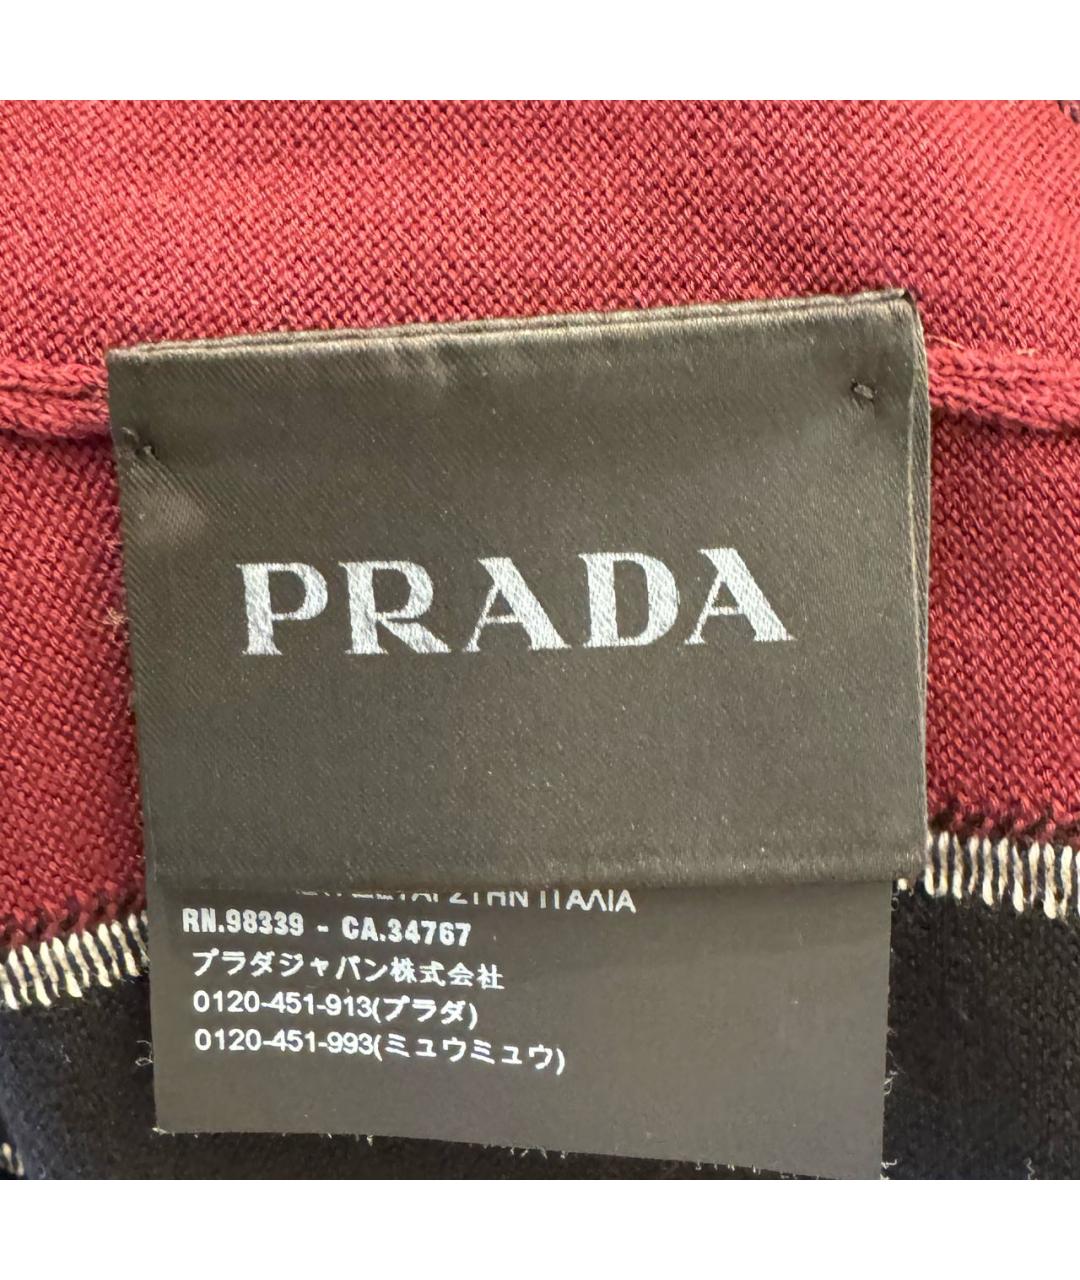 PRADA
ΙΤΑΛΙΑ
RN.98339 - CA.34767
プラダジャパン株式会社
0120-451-913(プラダ)
0120-451-993(ミュウミュウ)